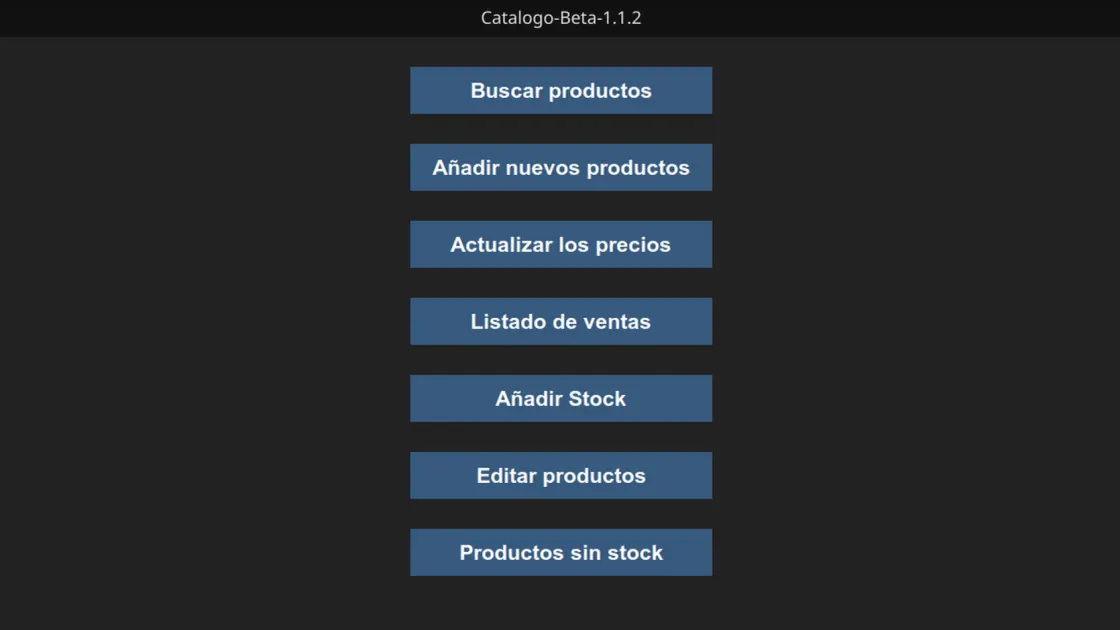 Catalogo-Beta-1.1.2
Buscar productos
Añadir nuevos productos
Actualizar los precios
Listado de ventas
Añadir Stock
Editar productos
Productos sin stock